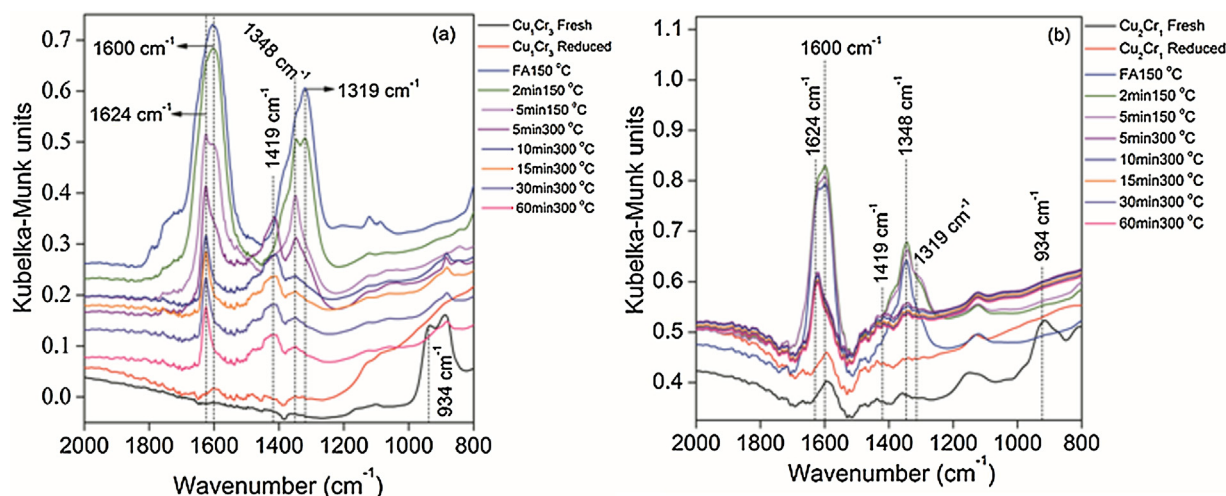 (a)
Kubelka-Munk units
0.7
0.6
0.5
0.4
0.3
0.2
0.1
0.0
1600 cm⁻¹
1624 cm⁻¹
1348 cm⁻¹
1419 cm⁻¹
1319 cm⁻¹
934 cm⁻¹
2000 1800 1600 1400 1200 1000 800
Wavenumber (cm⁻¹)
Cu₁Cr₃ Fresh
Cu₁Cr₃ Reduced
FA150 °C
2min150 °C
5min150 °C
5min300 °C
10min300 °C
15min300 °C
30min300 °C
60min300 °C
(b)
Kubelka-Munk units
1.1
1.0
0.9
0.8
0.7
0.6
0.5
0.4
1600 cm⁻¹
1624 cm⁻¹
1348 cm⁻¹
1419 cm⁻¹
1319 cm⁻¹
934 cm⁻¹
2000 1800 1600 1400 1200 1000 800
Wavenumber (cm⁻¹)
Cu₂Cr₁ Fresh
Cu₂Cr₁ Reduced
FA150 °C
2min150 °C
5min150 °C
5min300 °C
10min300 °C
15min300 °C
30min300 °C
60min300 °C